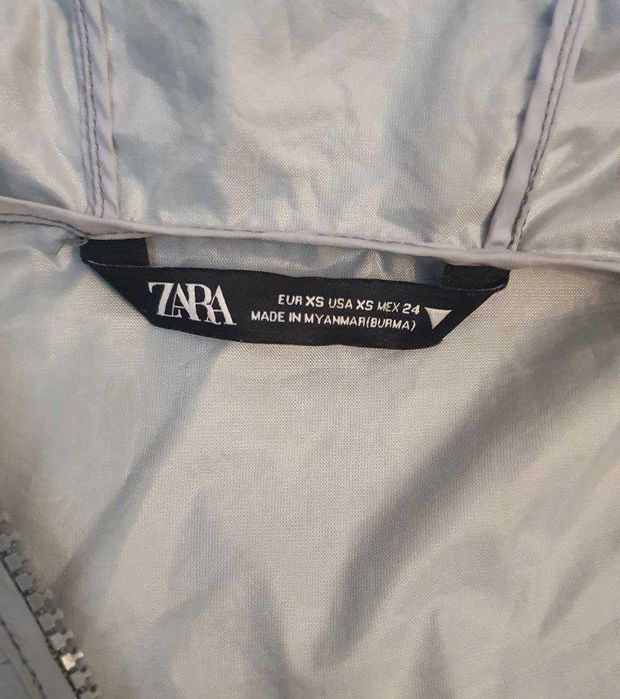 ZARA
EUR XS USA XS MEX 24
MADE IN MYANMAR(BURMA)